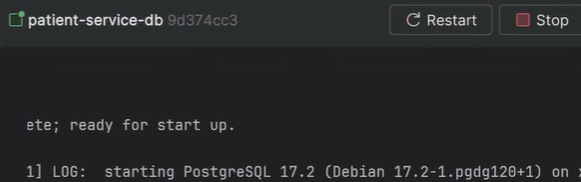 patient-service-db 9d374cc3
Restart
Stop
ete; ready for start up.
1] LOG:  starting PostgreSQL 17.2 (Debian 17.2-1.pgdg120+1) on